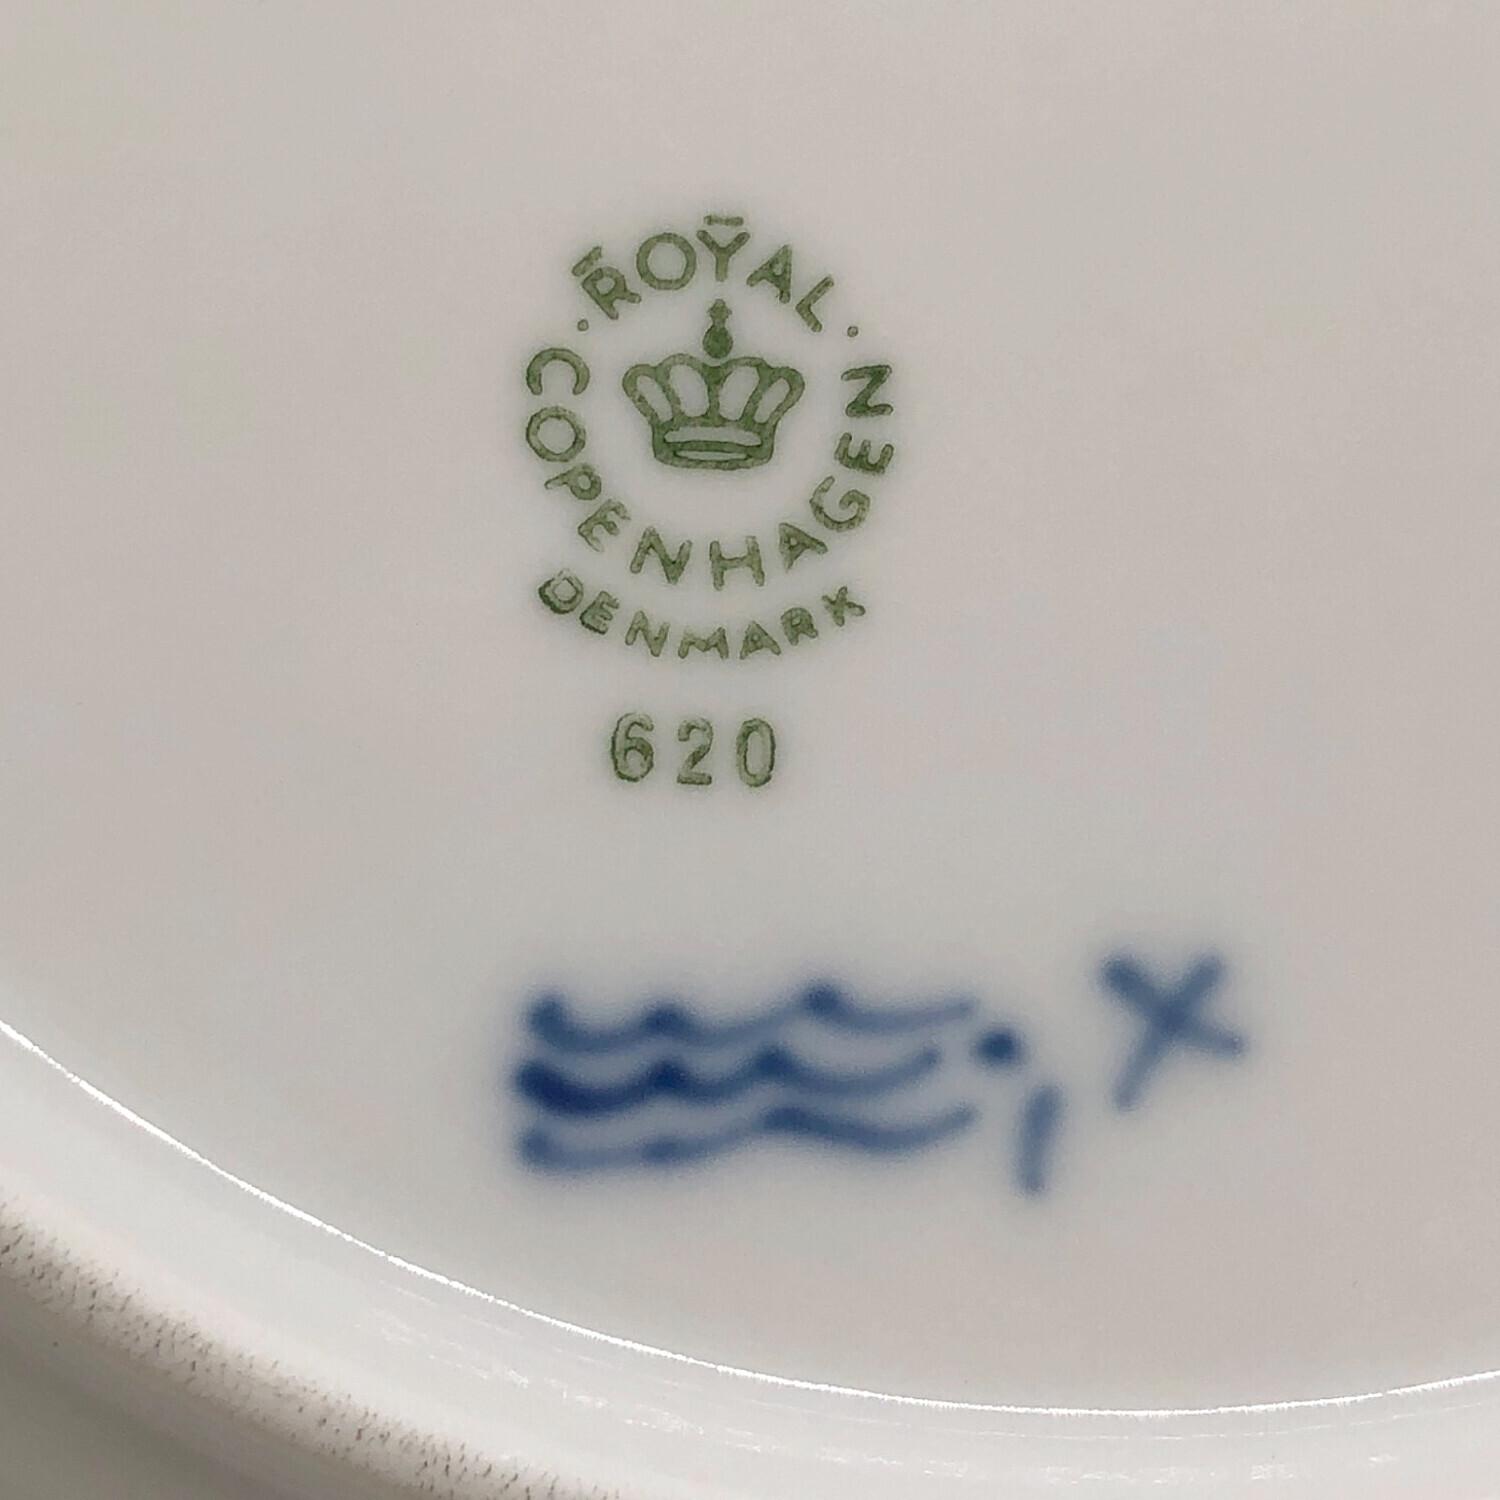 ROYAL
COPENHAGEN
DENMARK
620